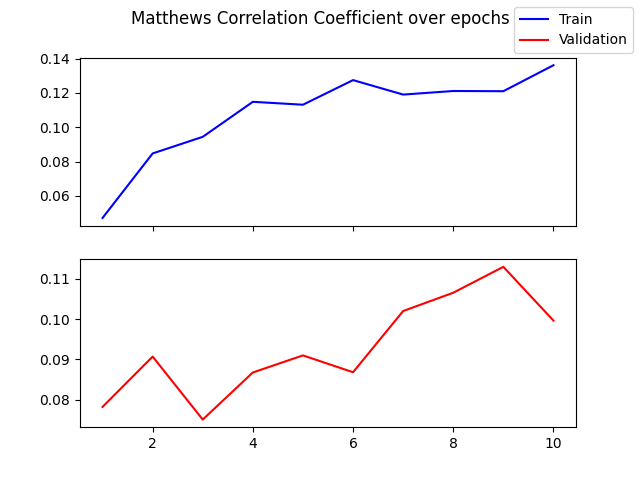 Matthews Correlation Coefficient over epochs
Train
Validation
0.14
0.12
0.10
0.08
0.06
0.11
0.10
0.09
0.08
2 4 6 8 10